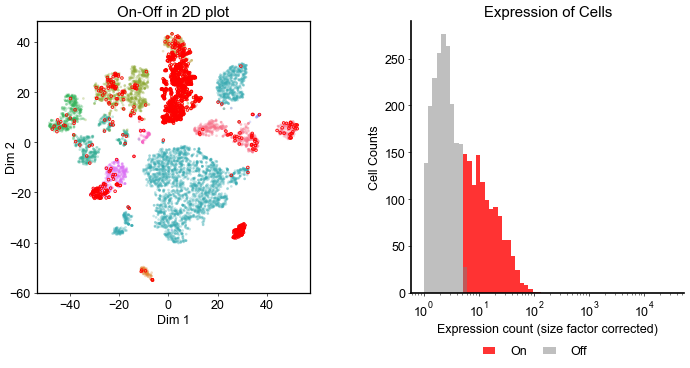 On-Off in 2D plot
Dim 2
40
20
0
−20
−40
−60
−40
−20
0
20
40
Dim 1
Expression of Cells
Cell Counts
250
200
150
100
50
0
10^0
10^1
10^2
10^3
10^4
Expression count (size factor corrected)
On
Off